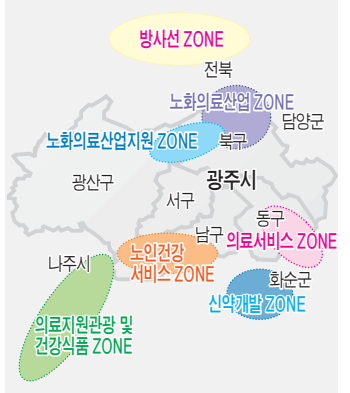 방사선 ZONE
전북
노화의료산업 ZONE
담양군
노화의료산업지원 ZONE
북구
광산구
광주시
서구
동구
남구
의료서비스 ZONE
노인건강
서비스 ZONE
나주시
화순군
신약개발 ZONE
의료지원관광 및
건강식품 ZONE